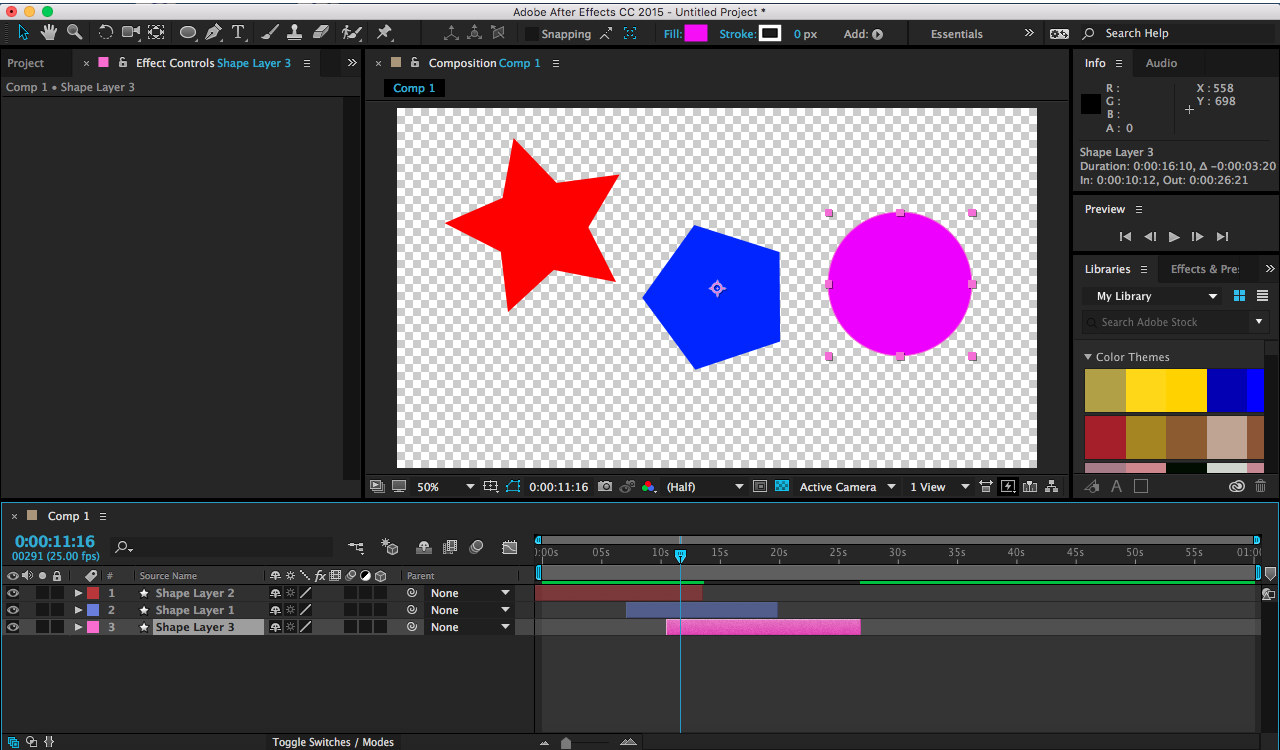 Adobe After Effects CC 2015 - Untitled Project *
T Snapping Fill: Stroke: 0 px Add: Essentials » Search Help
Project × Effect Controls Shape Layer 3 »
Comp 1 • Shape Layer 3
× Composition Comp 1
Comp 1
Info Audio
R : X : 558
G : Y : 698
B :
A : 0
Shape Layer 3
Duration: 0:00:16:10, Δ -0:00:03:20
In: 0:00:10:12, Out: 0:00:26:21
Preview
Libraries Effects & Pre: »
My Library
Search Adobe Stock
Color Themes
50% 0:00:11:16 (Half) Active Camera 1 View
× Comp 1
0:00:11:16
00291 (25.00 fps)
:00s 05s 10s 15s 20s 25s 30s 35s 40s 45s 50s 55s 01:0
# Source Name fx Parent
1 Shape Layer 2 None
2 Shape Layer 1 None
3 Shape Layer 3 None
Toggle Switches / Modes